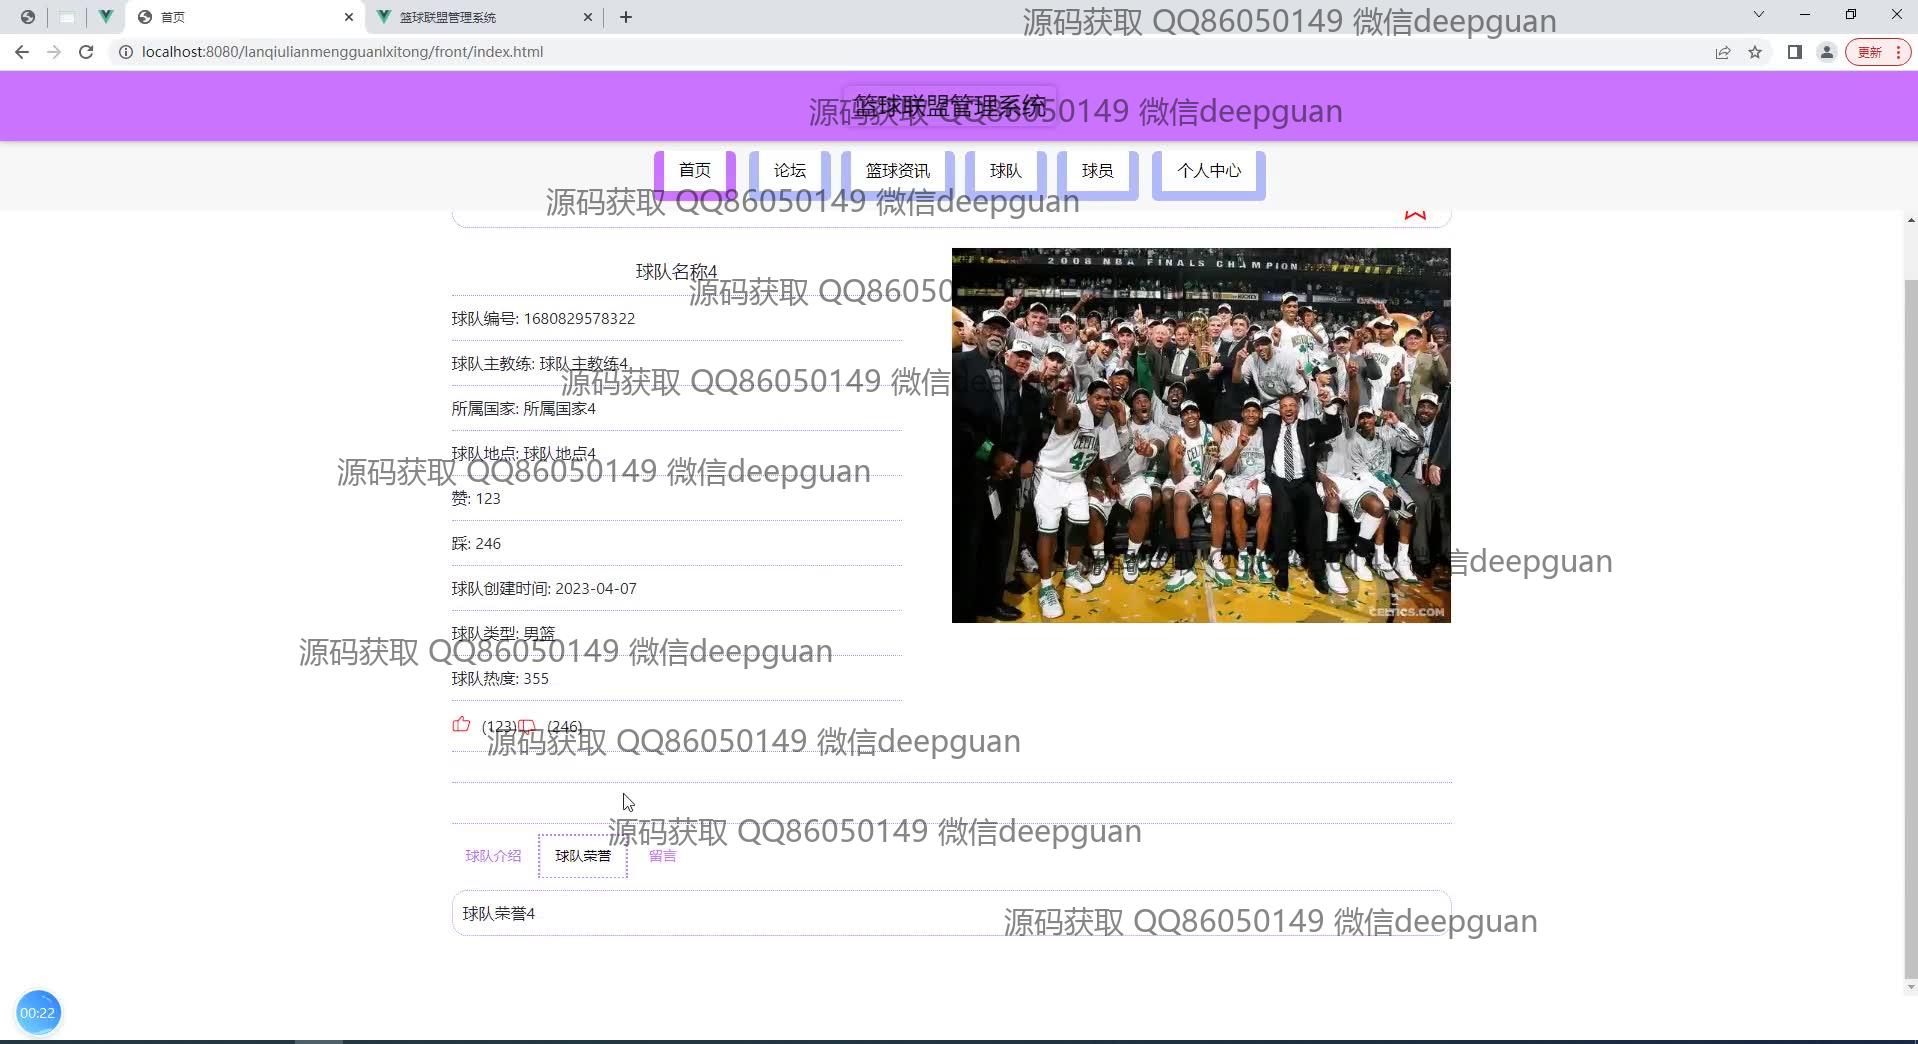 首页
篮球联盟管理系统
源码获取 QQ86050149 微信deepguan
localhost:8080/lanqiulianmengguanlxitong/front/index.html
更新
篮球联盟管理系统
源码获取 QQ86050149 微信deepguan
首页 论坛 篮球资讯 球队 球员 个人中心
源码获取 QQ86050149 微信deepguan
2008 NBA FINALS CHAMPION
球队名称4
源码获取 QQ86050
球队编号: 1680829578322
球队主教练: 球队主教练4
源码获取 QQ86050149 微信deepguan
所属国家: 所属国家4
球队地点: 球队地点4
源码获取 QQ86050149 微信deepguan
赞: 123
踩: 246
源码获取 QQ86050149 微信deepguan
球队创建时间: 2023-04-07
CELTICS.COM
球队类型: 男篮
源码获取 QQ86050149 微信deepguan
球队热度: 355
(123) (246)
源码获取 QQ86050149 微信deepguan
源码获取 QQ86050149 微信deepguan
球队介绍 球队荣誉 留言
球队荣誉4
源码获取 QQ86050149 微信deepguan
00:22